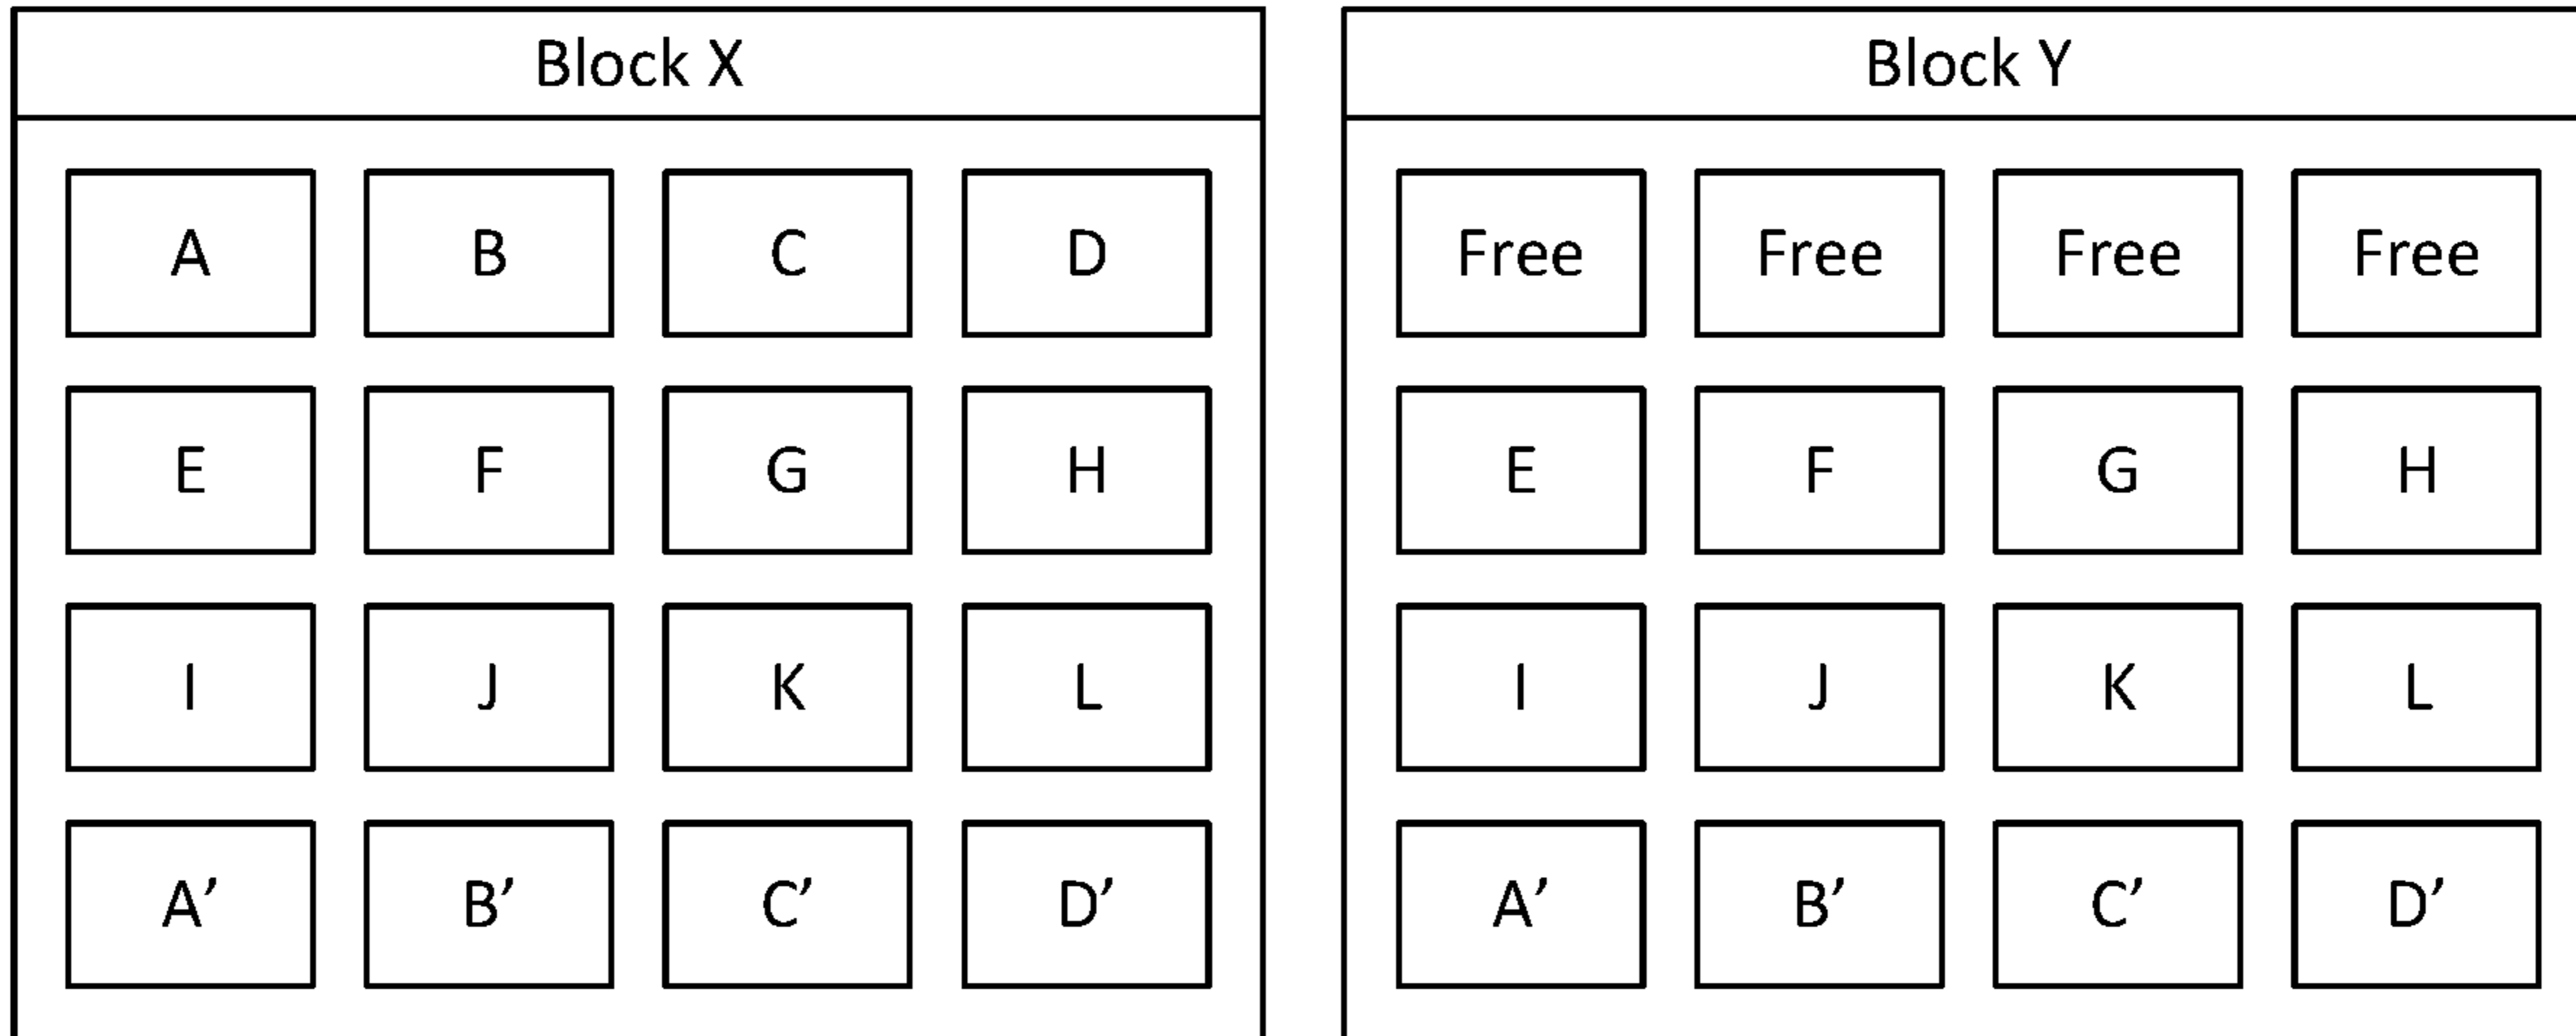 Block X
A B C D
E F G H
I J K L
A’ B’ C’ D’
Block Y
Free Free Free Free
E F G H
I J K L
A’ B’ C’ D’